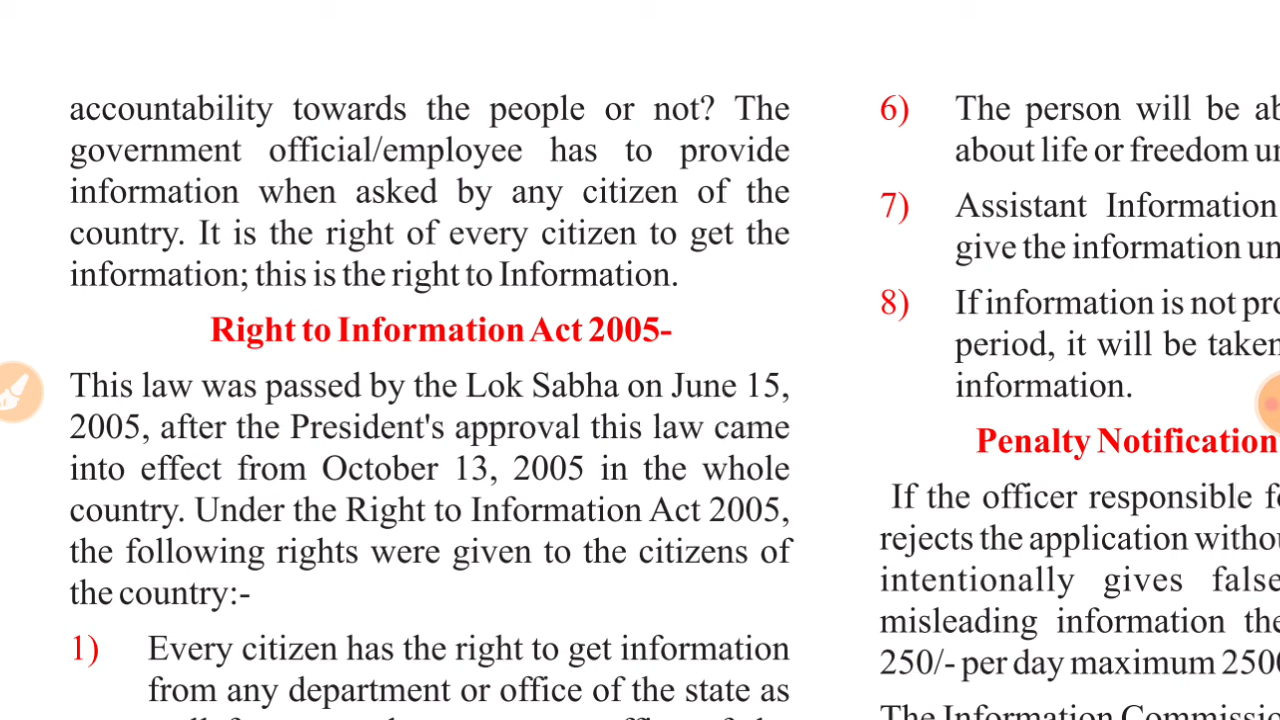 accountability towards the people or not? The
government official/employee has to provide
information when asked by any citizen of the
country. It is the right of every citizen to get the
information; this is the right to Information.
Right to Information Act 2005-
This law was passed by the Lok Sabha on June 15,
2005, after the President's approval this law came
into effect from October 13, 2005 in the whole
country. Under the Right to Information Act 2005,
the following rights were given to the citizens of
the country:-
1) Every citizen has the right to get information
from any department or office of the state as
6) The person will be
about life or freedom
7) Assistant Information
give the information
8) If information is not
period, it will be taken
information.
Penalty Notification
If the officer responsible
rejects the application
intentionally gives false
misleading information
250/- per day maximum
The Information